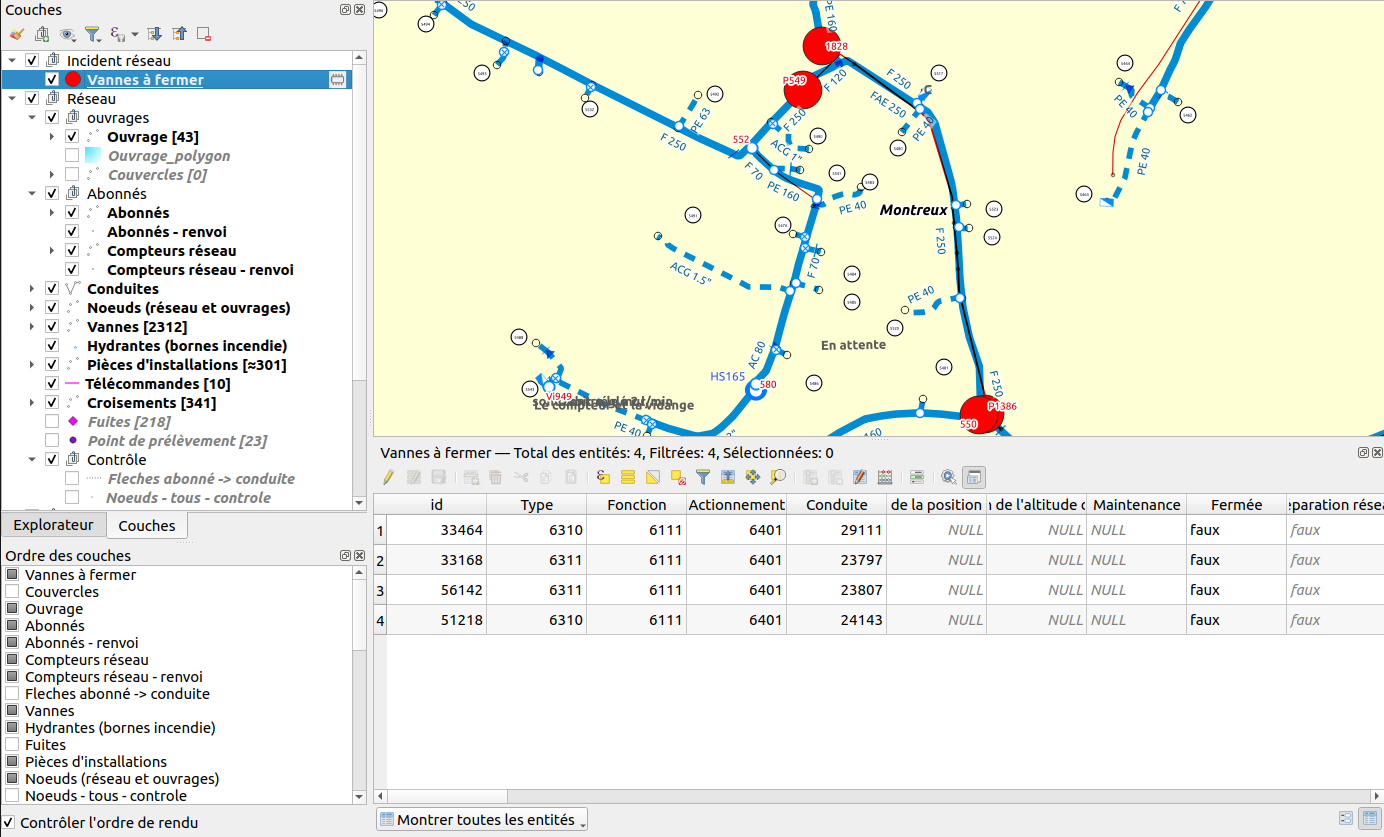 Couches
Incident réseau
Vannes à fermer
Réseau
ouvrages
Ouvrage [43]
Ouvrage_polygon
Couvercles [0]
Abonnés
Abonnés
Abonnés - renvoi
Compteurs réseau
Compteurs réseau - renvoi
Conduites
Noeuds (réseau et ouvrages)
Vannes [2312]
Hydrantes (bornes incendie)
Pièces d'installations [≈301]
Télécommandes [10]
Croisements [341]
Fuites [218]
Point de prélèvement [23]
Contrôle
Fleches abonné -> conduite
Noeuds - tous - controle
Explorateur
Couches
Ordre des couches
Vannes à fermer
Couvercles
Ouvrage
Abonnés
Abonnés - renvoi
Compteurs réseau
Compteurs réseau - renvoi
Fleches abonné -> conduite
Vannes
Hydrantes (bornes incendie)
Fuites
Pièces d'installations
Noeuds (réseau et ouvrages)
Noeuds - tous - controle
Contrôler l'ordre de rendu
PE 160
1828
P549
F 120
F 250
FAE 250
PE 40
PE 63
F 250
F 250
552
ACG 1"
F 70
PE 160
PE 40
Montreux
F 250
PE 40
PE 40
ACG 1.5"
F 70
PE 40
En attente
AC 80
HS165
580
Vi949
Le compteur et la vidange
PE 40
F 250
P1386
550
Vannes à fermer — Total des entités: 4, Filtrées: 4, Sélectionnées: 0
id Type Fonction Actionnement Conduite de la position de l'altitude Maintenance Fermée
1 33464 6310 6111 6401 29111 NULL NULL NULL faux faux
2 33168 6311 6111 6401 23797 NULL NULL NULL faux faux
3 56142 6311 6111 6401 23807 NULL NULL NULL faux faux
4 51218 6310 6111 6401 24143 NULL NULL NULL faux faux
Montrer toutes les entités